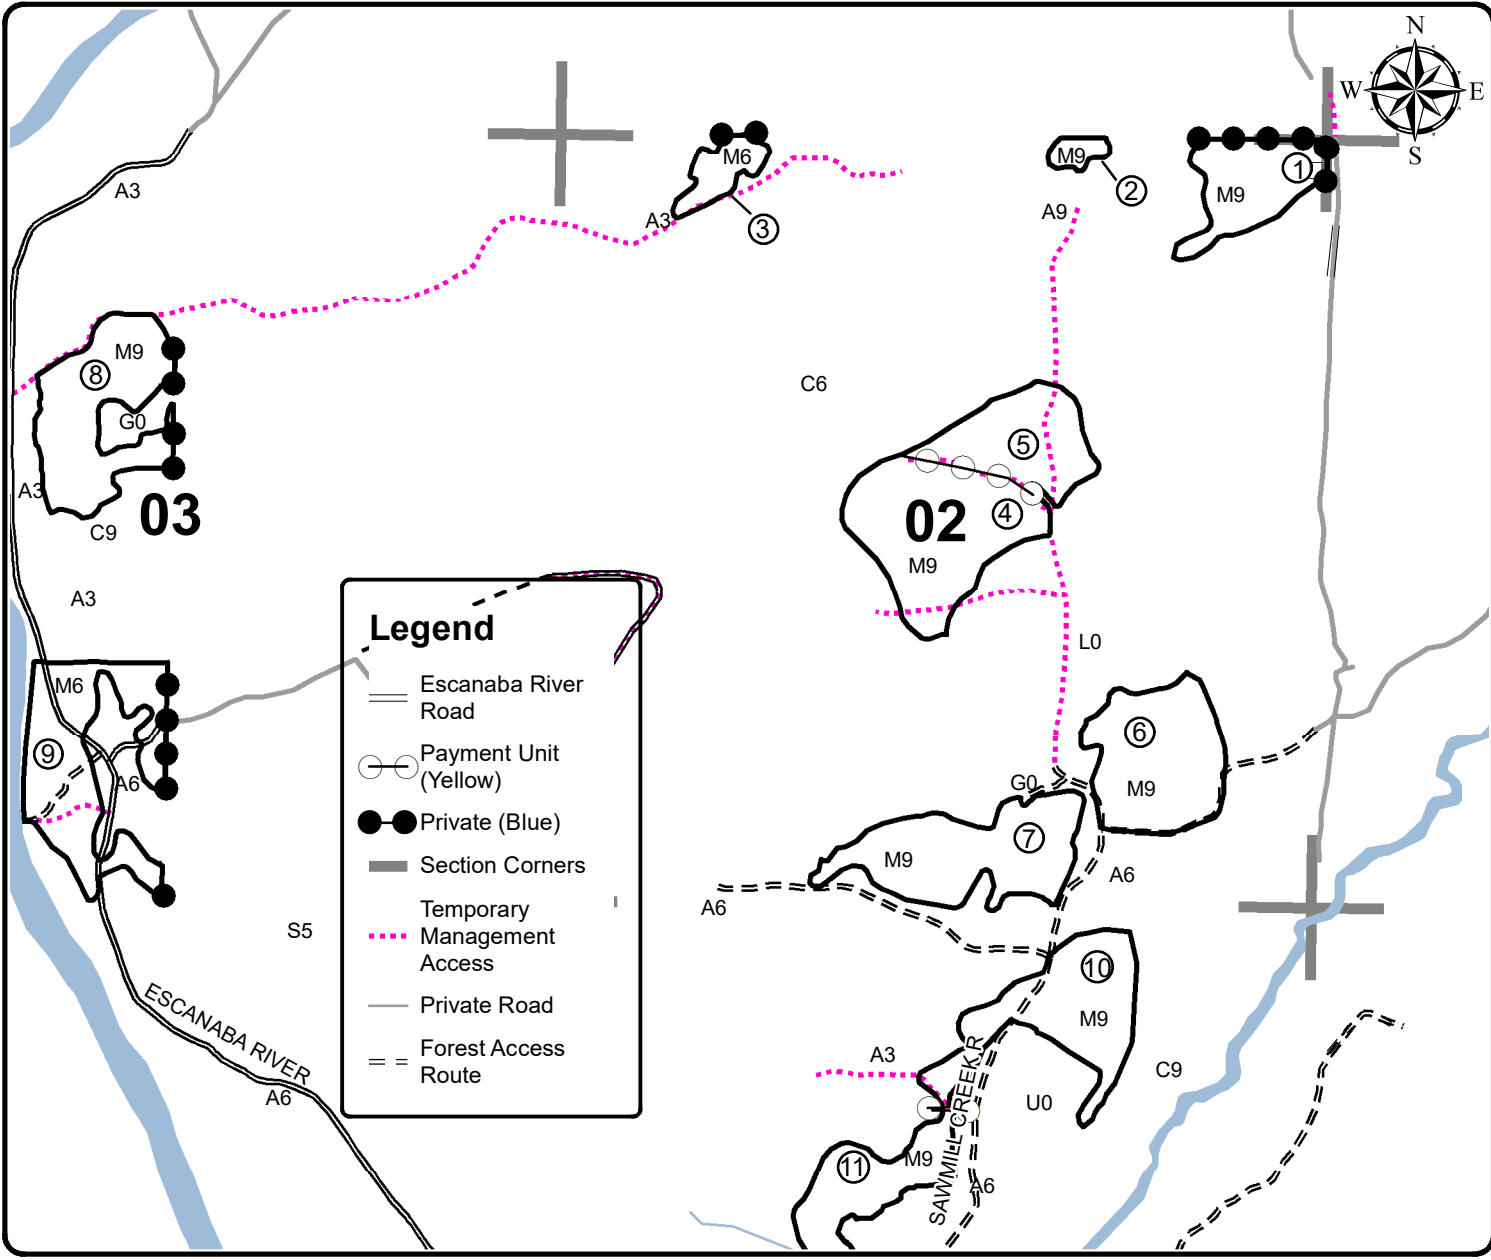 N
W
E
S
A3
M6
M9
2
1
M9
A3
3
A9
M9
8
C6
G0
5
A3
03
4
02
C9
M9
A3
Legend
L0
M6
Escanaba River
Road
6
9
Payment Unit
(Yellow)
A6
G0
M9
Private (Blue)
7
M9
Section Corners
A6
Temporary
Management
Access
A6
S5
10
Private Road
M9
ESCANABA RIVER
Forest Access
Route
A3
C9
A6
U0
SAWMILL CREEK R
11
M9
A6